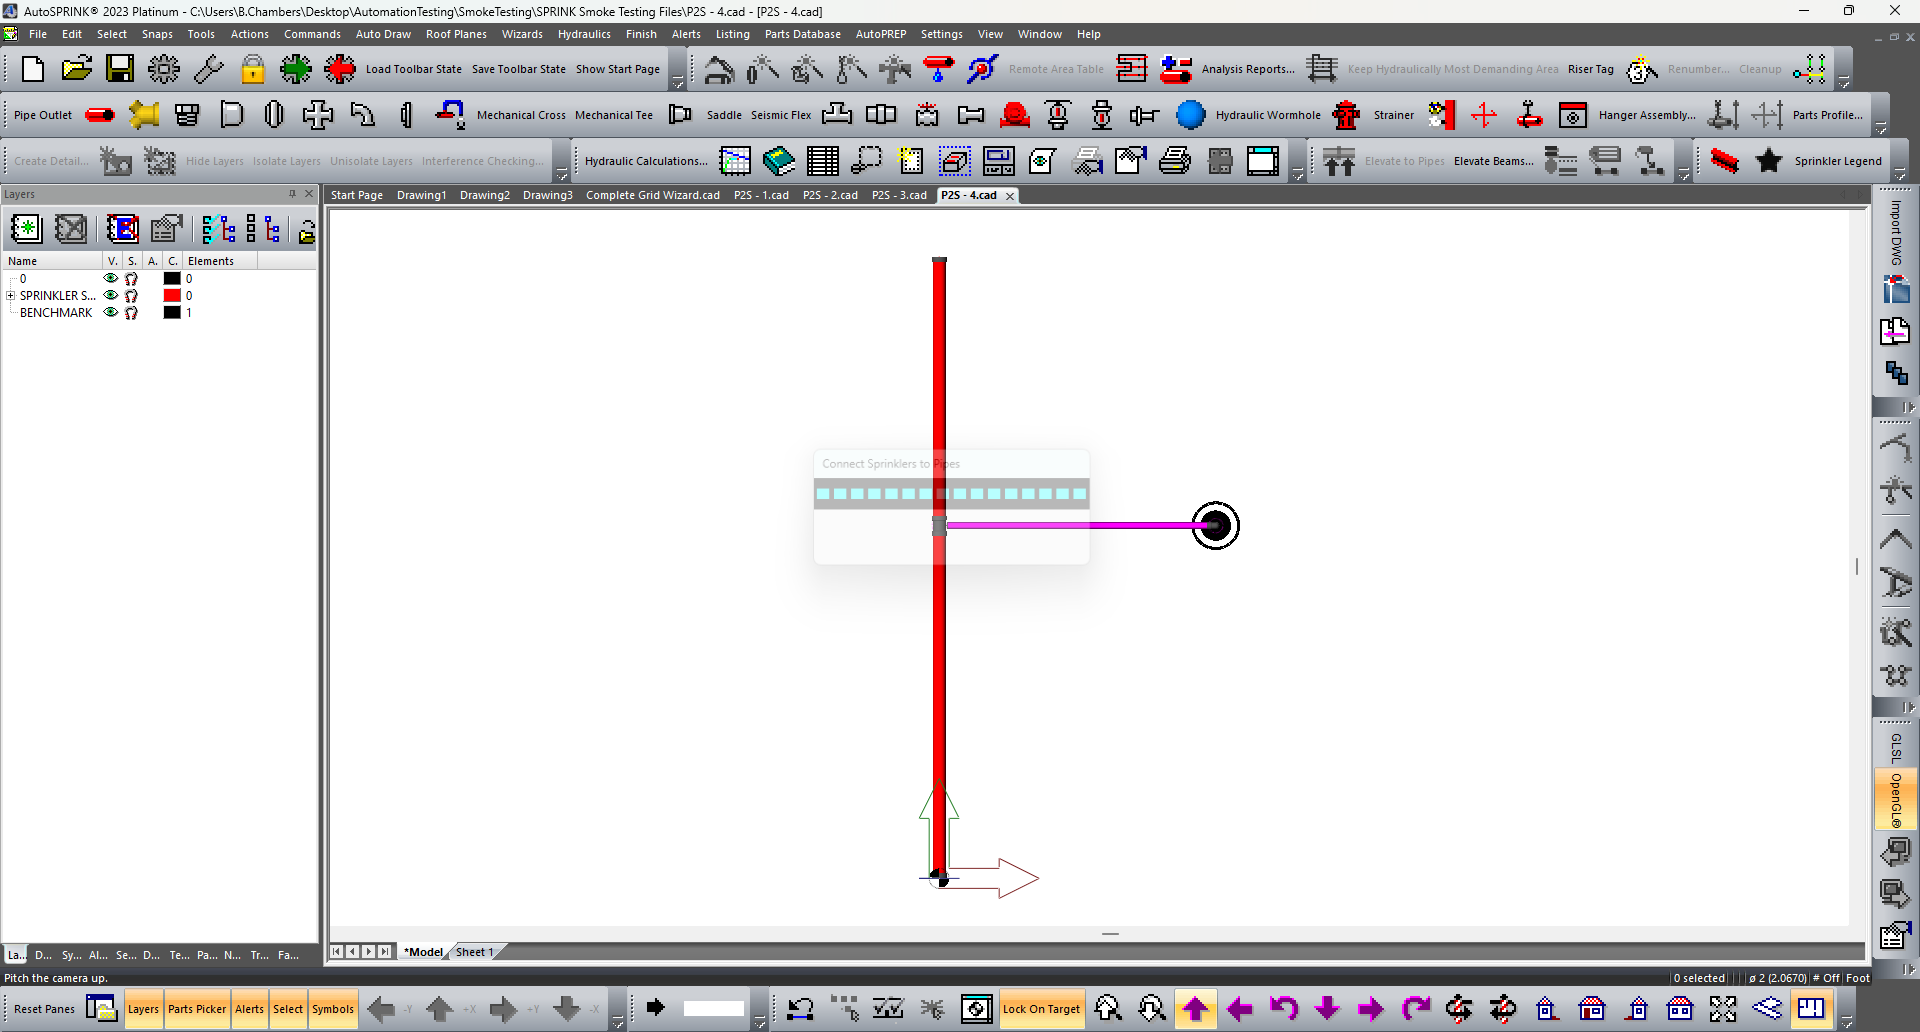 AutoSPRINK® 2023 Platinum - C:\Users\B.Chambers\Desktop\AutomationTesting\SmokeTesting\SPRINK Smoke Testing Files\P2S - 4.cad - [P2S - 4.cad]
File Edit Select Snaps Tools Actions Commands Auto Draw Roof Planes Wizards Hydraulics Finish Alerts Listing Parts Database AutoPREP Settings View Window Help
Load Toolbar State Save Toolbar State Show Start Page Remote Area Table Analysis Reports... Keep Hydraulically Most Demanding Area Riser Tag Renumber... Cleanup
Pipe Outlet Mechanical Cross Mechanical Tee Saddle Seismic Flex Hydraulic Wormhole Strainer Hanger Assembly... Parts Profile...
Create Detail... Hide Layers Isolate Layers Unisolate Layers Interference Checking... Hydraulic Calculations... Elevate to Pipes Elevate Beams... Sprinkler Legend
Layers
Start Page Drawing1 Drawing2 Drawing3 Complete Grid Wizard.cad P2S - 1.cad P2S - 2.cad P2S - 3.cad P2S - 4.cad
Import DWG
Name V. S. A. C. Elements
0 0
SPRINKLER S... 0
BENCHMARK 1
Connect Sprinklers to Pipes
GLSL
OpenGL®
*Model Sheet 1
La... D... Sy... Al... Se... D... Te... Pa... N... Tr... Fa...
Pitch the camera up.
0 selected ø 2 (2.0670) # Off Foot
Reset Panes Layers Parts Picker Alerts Select Symbols -Y +X +Y -X Lock On Target